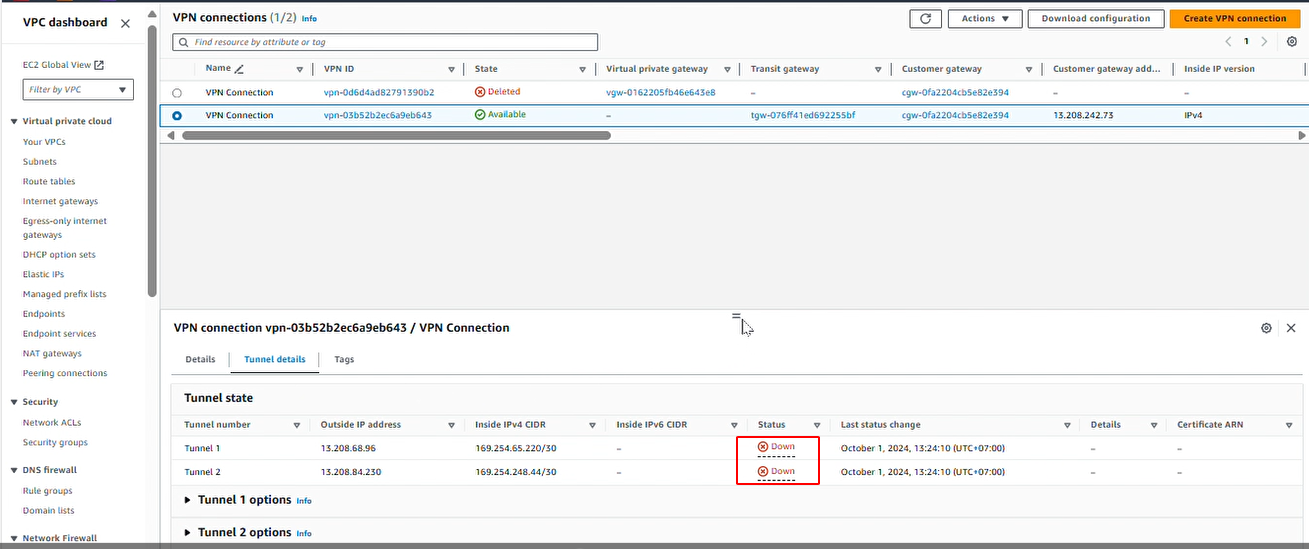 VPC dashboard
EC2 Global View
Filter by VPC
Virtual private cloud
Your VPCs
Subnets
Route tables
Internet gateways
Egress-only internet
gateways
DHCP option sets
Elastic IPs
Managed prefix lists
Endpoints
Endpoint services
NAT gateways
Peering connections
Security
Network ACLs
Security groups
DNS firewall
Rule groups
Domain lists
Network Firewall
VPN connections (1/2) Info
Actions Download configuration Create VPN connection
Find resource by attribute or tag
1
Name VPN ID State Virtual private gateway Transit gateway Customer gateway Customer gateway add... Inside IP version
VPN Connection vpn-0d6d4ad82791390b2 Deleted vgw-0162205fb46e643e8 – cgw-0fa2204cb5e82e394 – –
VPN Connection vpn-03b52b2ec6a9eb643 Available – tgw-076ff41ed692255bf cgw-0fa2204cb5e82e394 13.208.242.73 IPv4
VPN connection vpn-03b52b2ec6a9eb643 / VPN Connection
Details Tunnel details Tags
Tunnel state
Tunnel number Outside IP address Inside IPv4 CIDR Inside IPv6 CIDR Status Last status change Details Certificate ARN
Tunnel 1 13.208.68.96 169.254.65.220/30 – Down October 1, 2024, 13:24:10 (UTC+07:00) – –
Tunnel 2 13.208.84.230 169.254.248.44/30 – Down October 1, 2024, 13:24:10 (UTC+07:00) – –
Tunnel 1 options Info
Tunnel 2 options Info